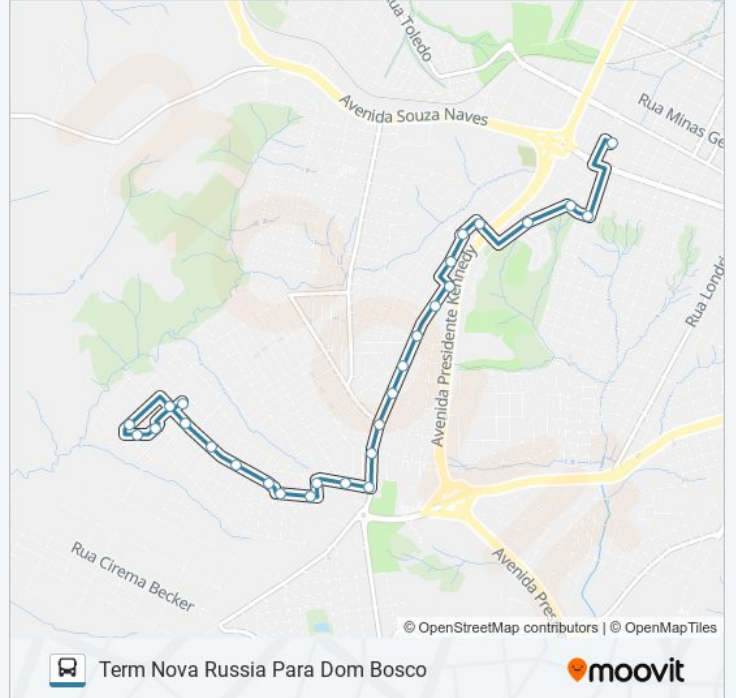 ua Toledo
Avenida Souza Naves
Rua Minas Ge
Rua Londr
Avenida Presidente Kennedy
Rua Cirema Becker
Avenida Pre
© OpenStreetMap contributors | © OpenMapTiles
Term Nova Russia Para Dom Bosco
moovit